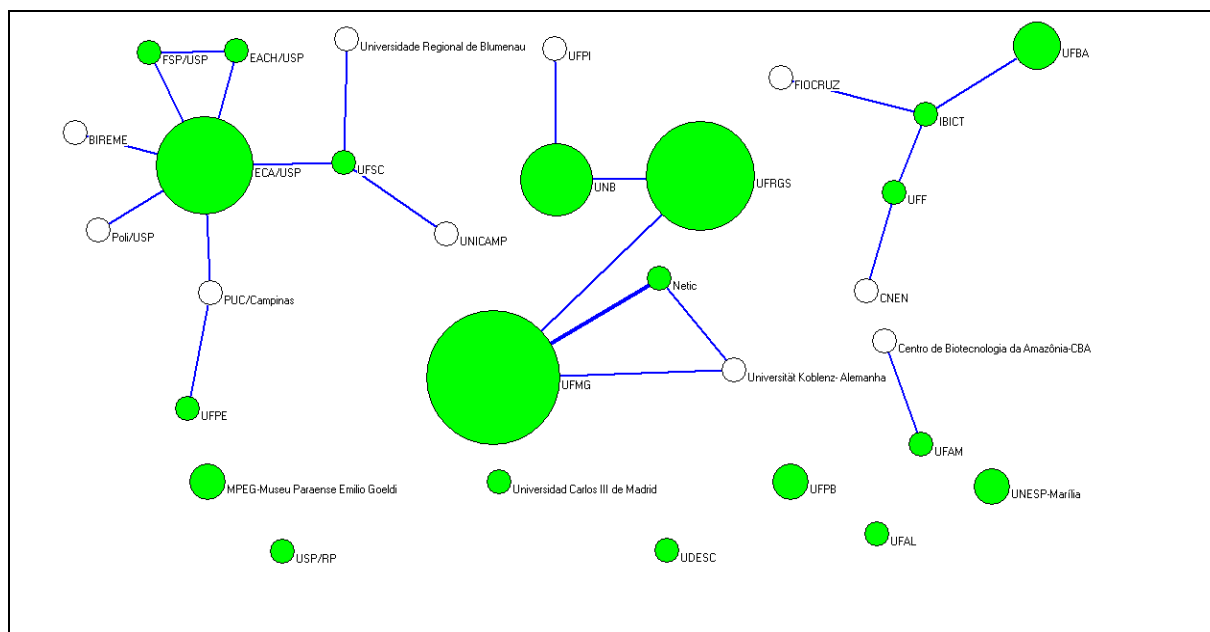 UFBA
Universidade Regional de Blumenau
UFPI
FSP/USP
EACH/USP
FIOCRUZ
IBICT
BIREME
ECA/USP
UFSC
UNB
UFRGS
UFF
Poli/USP
UNICAMP
Netic
PUC/Campinas
CNEN
Centro de Biotecnologia da Amazônia-CBA
Universität Koblenz- Alemanha
UFMG
UFPE
UFAM
MPEG-Museu Paraense Emilio Goeldi
Universidad Carlos III de Madrid
UFPB
UNESP-Marília
UFAL
USP/RP
UDESC